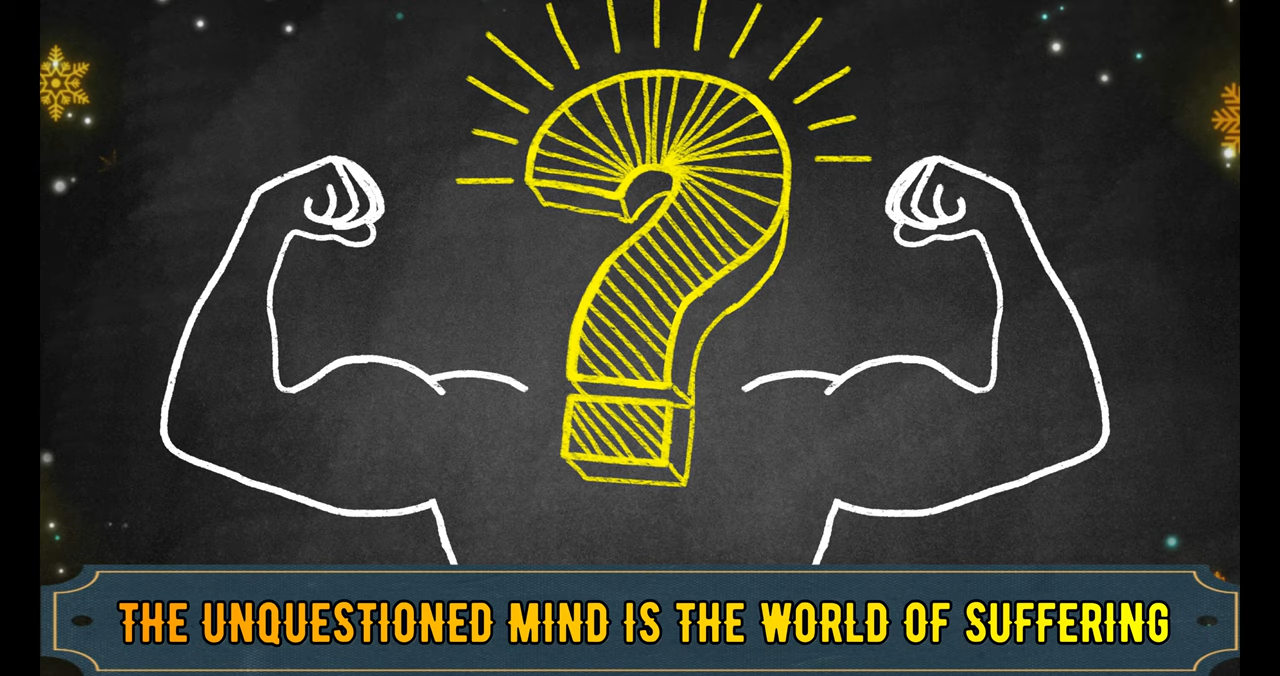 THE UNQUESTIONED MIND IS THE WORLD OF SUFFERING